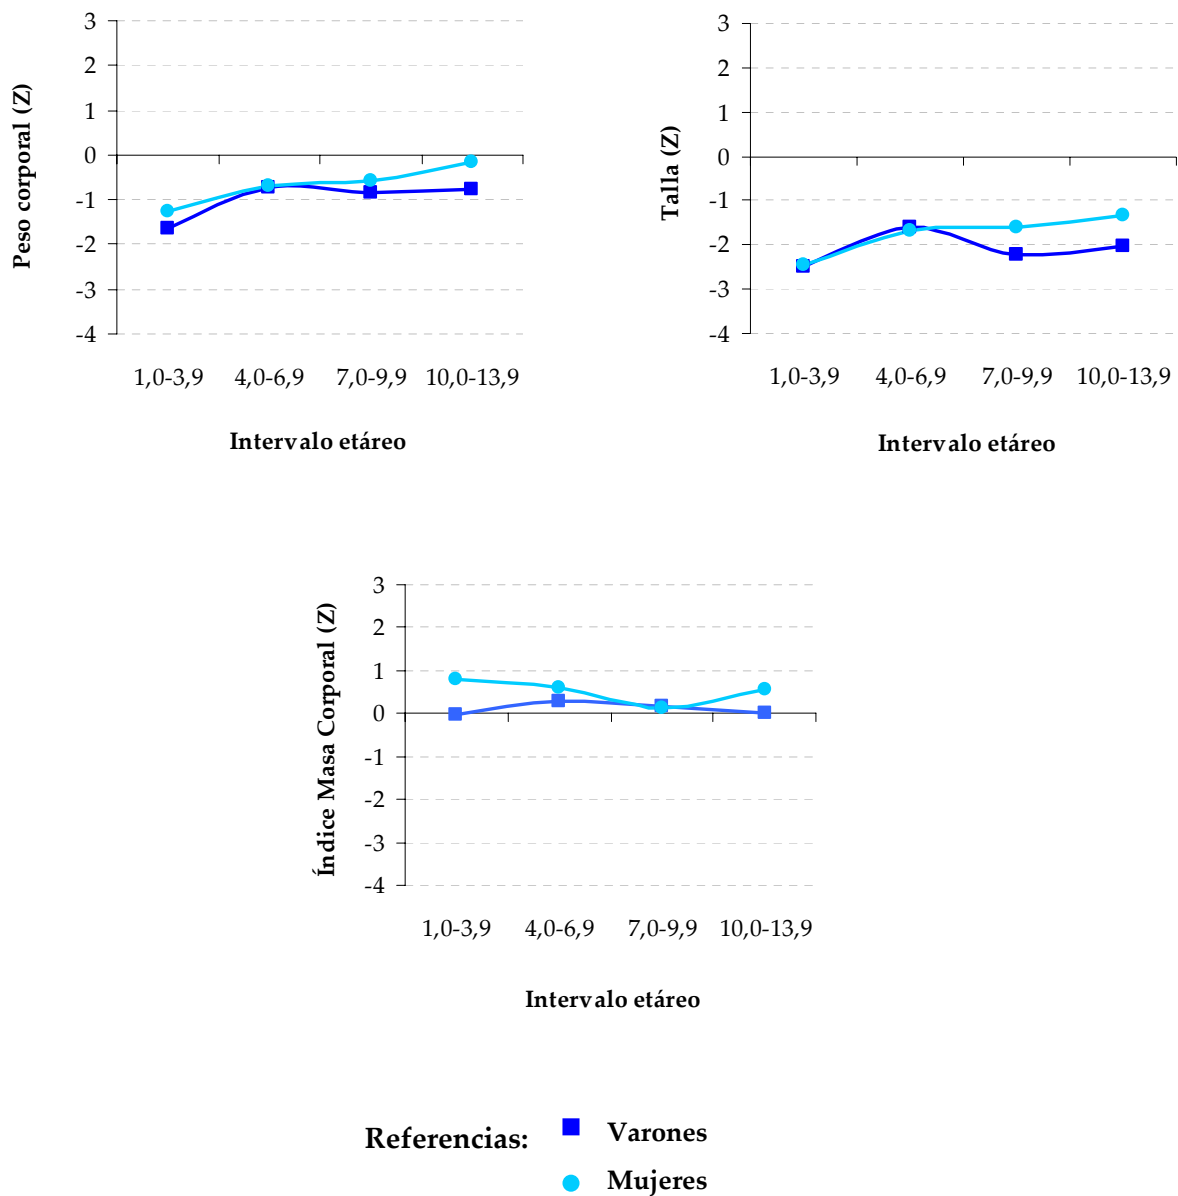 Peso corporal (Z)
3
2
1
0
-1
-2
-3
-4
1,0-3,9 4,0-6,9 7,0-9,9 10,0-13,9
Intervalo etáreo
Talla (Z)
3
2
1
0
-1
-2
-3
-4
1,0-3,9 4,0-6,9 7,0-9,9 10,0-13,9
Intervalo etáreo
Índice Masa Corporal (Z)
3
2
1
0
-1
-2
-3
-4
1,0-3,9 4,0-6,9 7,0-9,9 10,0-13,9
Intervalo etáreo
Referencias: Varones
Mujeres